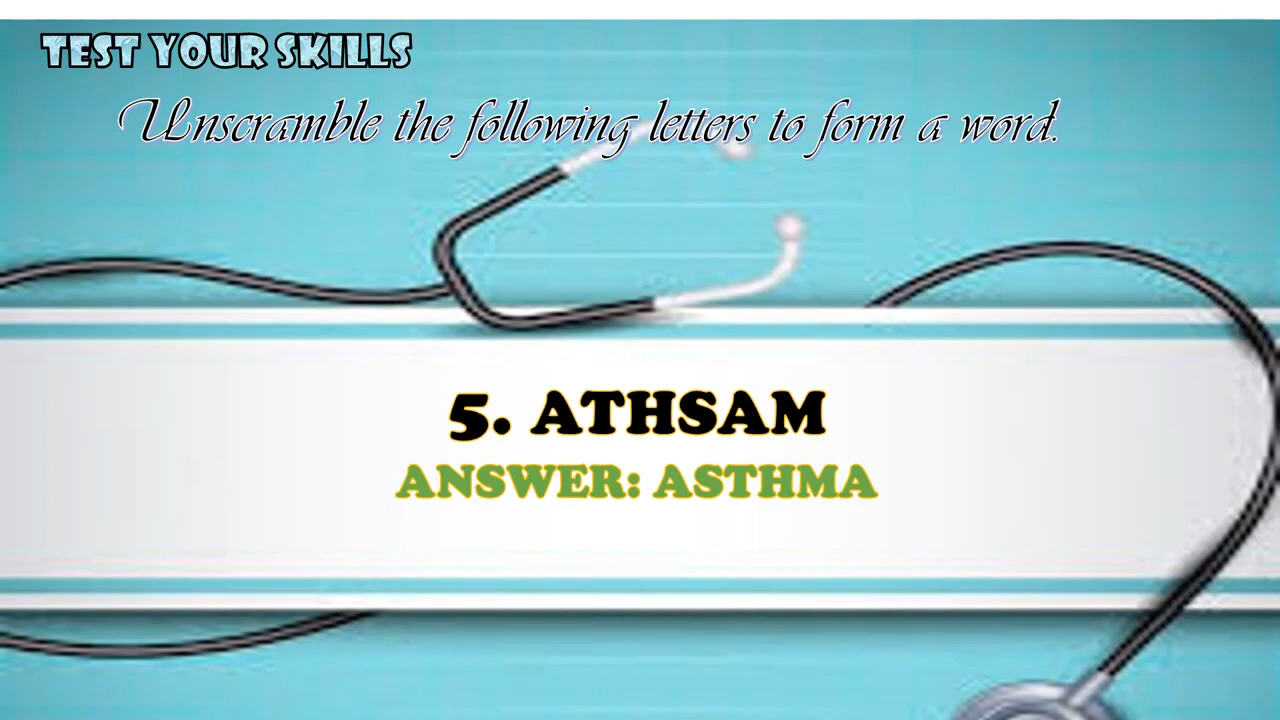 TEST YOUR SKILLS
Unscramble the following letters to form a word.
5. ATHSAM
ANSWER: ASTHMA